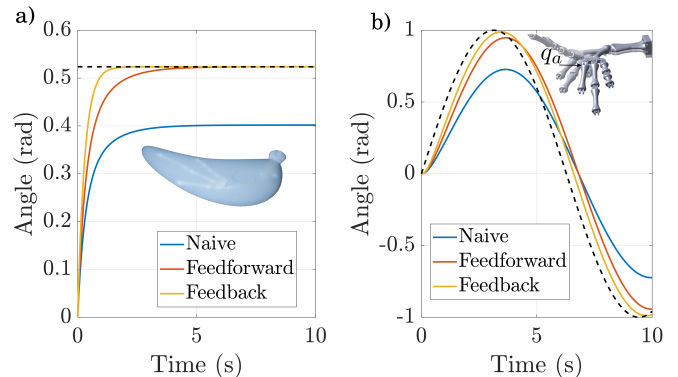 a)
0.6
0.5
0.4
0.3
0.2
0.1
0
Angle (rad)
Naive
Feedforward
Feedback
0
5
10
Time (s)
b)
1
0.5
0
-0.5
-1
Angle (rad)
q_a
Naive
Feedforward
Feedback
0
5
10
Time (s)